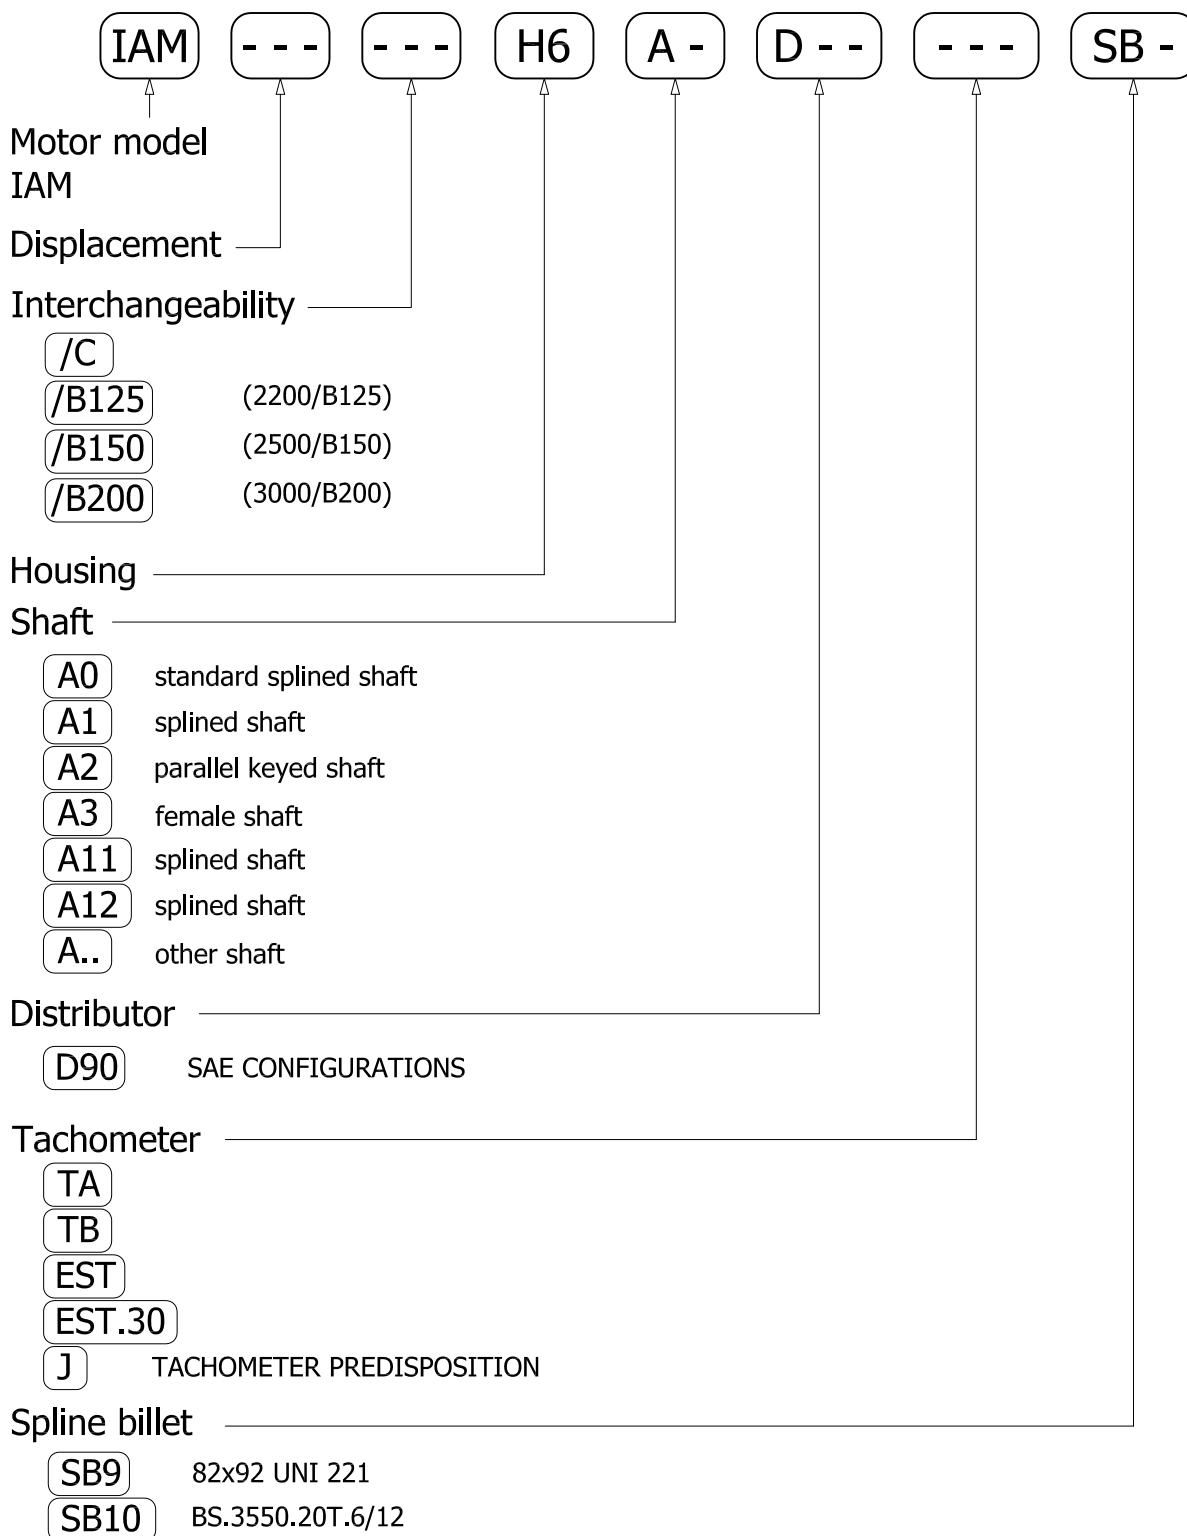 IAM - - - - - - H6 A - D - - - - - SB -
Motor model
IAM
Displacement
Interchangeability
/C
/B125 (2200/B125)
/B150 (2500/B150)
/B200 (3000/B200)
Housing
Shaft
A0 standard splined shaft
A1 splined shaft
A2 parallel keyed shaft
A3 female shaft
A11 splined shaft
A12 splined shaft
A.. other shaft
Distributor
D90 SAE CONFIGURATIONS
Tachometer
TA
TB
EST
EST.30
J TACHOMETER PREDISPOSITION
Spline billet
SB9 82x92 UNI 221
SB10 BS.3550.20T.6/12